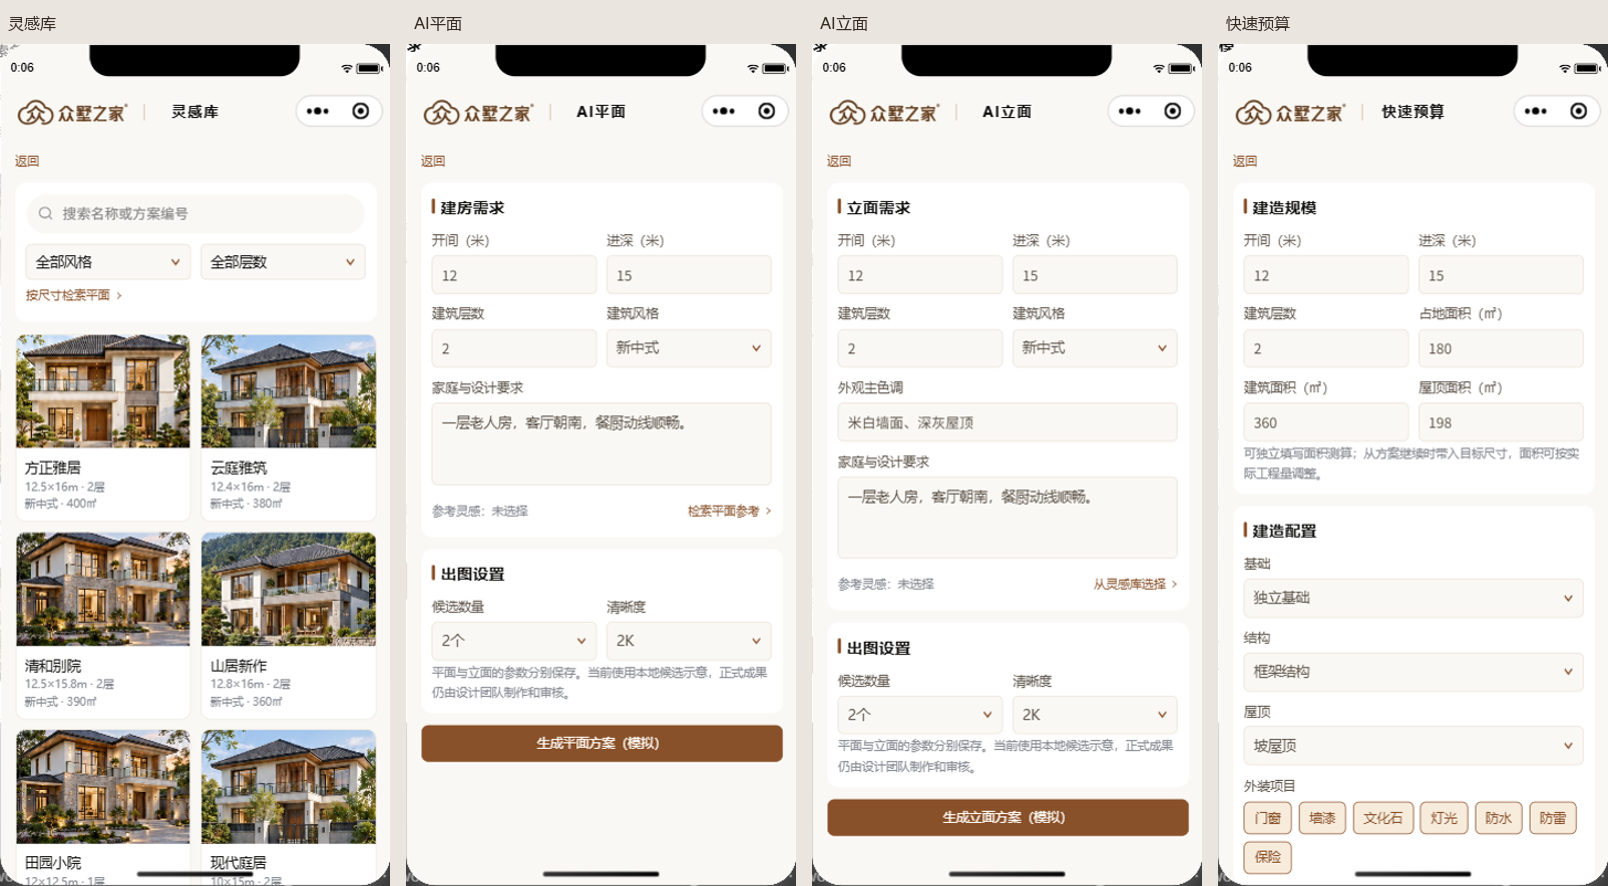 灵感库
0:06
众墅之家
灵感库
返回
搜索名称或方案编号
全部风格
全部层数
按尺寸检索平面 >
方正雅居
12.5×16m · 2层
新中式 · 400㎡
云庭雅筑
12.4×16m · 2层
新中式 · 380㎡
清和别院
12.5×15.8m · 2层
新中式 · 390㎡
山居新作
12.8×16m · 2层
新中式 · 360㎡
田园小院
12×12.5m · 1层
现代庭居
10×15m · 2层
AI平面
0:06
众墅之家
AI平面
返回
建房需求
开间（米）
进深（米）
12
15
建筑层数
建筑风格
2
新中式
家庭与设计要求
一层老人房，客厅朝南，餐厨动线顺畅。
参考灵感：未选择
检索平面参考 >
出图设置
候选数量
清晰度
2个
2K
平面与立面的参数分别保存。当前使用本地候选示意，正式成果
仍由设计团队制作和审核。
生成平面方案（模拟）
AI立面
0:06
众墅之家
AI立面
返回
立面需求
开间（米）
进深（米）
12
15
建筑层数
建筑风格
2
新中式
外观主色调
米白墙面、深灰屋顶
家庭与设计要求
一层老人房，客厅朝南，餐厨动线顺畅。
参考灵感：未选择
从灵感库选择 >
出图设置
候选数量
清晰度
2个
2K
平面与立面的参数分别保存。当前使用本地候选示意，正式成果
仍由设计团队制作和审核。
生成立面方案（模拟）
快速预算
0:06
众墅之家
快速预算
返回
建造规模
开间（米）
进深（米）
12
15
建筑层数
占地面积（㎡）
2
180
建筑面积（㎡）
屋顶面积（㎡）
360
198
可独立填写面积测算；从方案继续时带入目标尺寸，面积可按实
际工程量调整。
建造配置
基础
独立基础
结构
框架结构
屋顶
坡屋顶
外装项目
门窗
墙漆
文化石
灯光
防水
防雷
保险